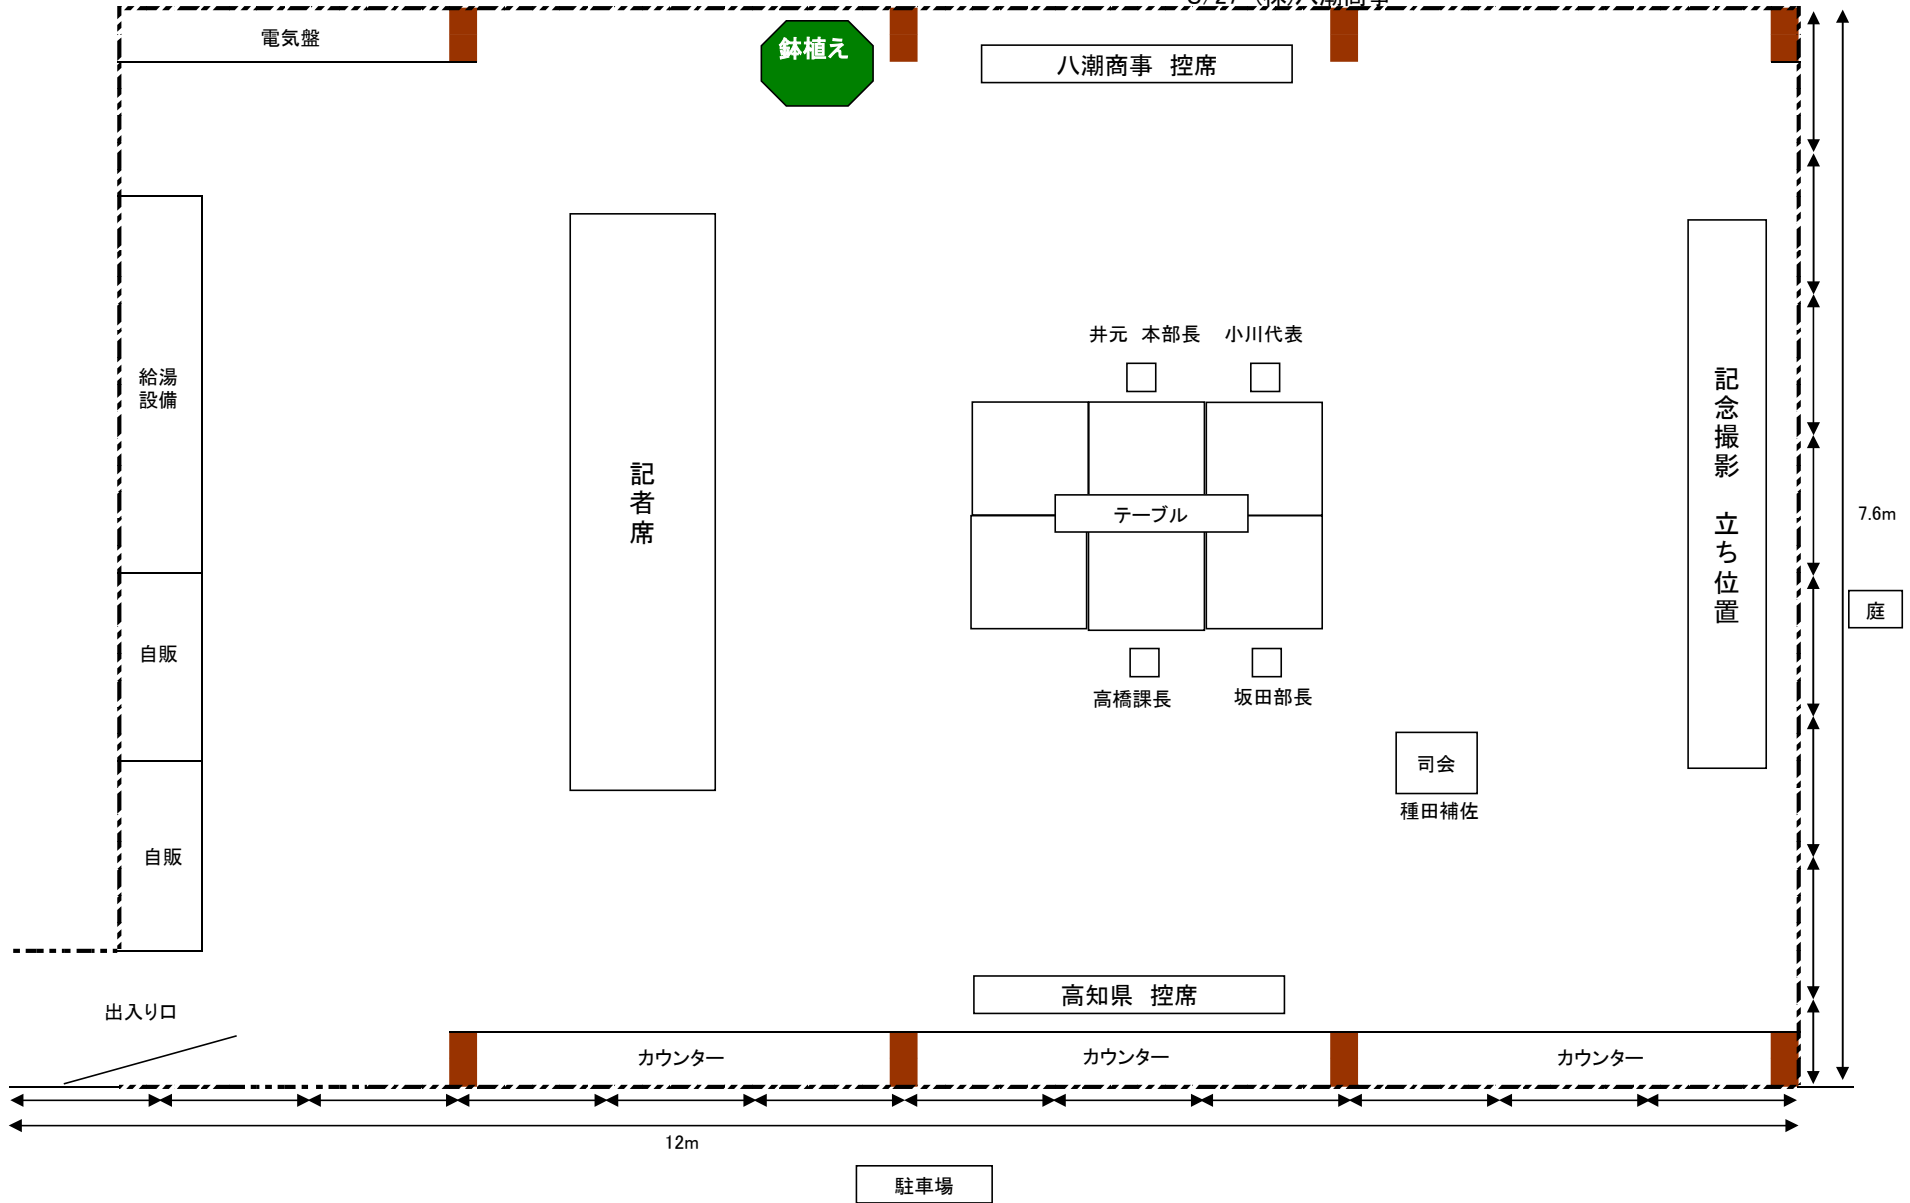 電気盤
鉢植え
八潮商事　控席
給湯
設備
井元　本部長
小川代表
記念撮影　立ち位置
記者席
テーブル
7.6m
庭
自販
高橋課長
坂田部長
司会
種田補佐
自販
高知県　控席
出入り口
カウンター
カウンター
カウンター
12m
駐車場